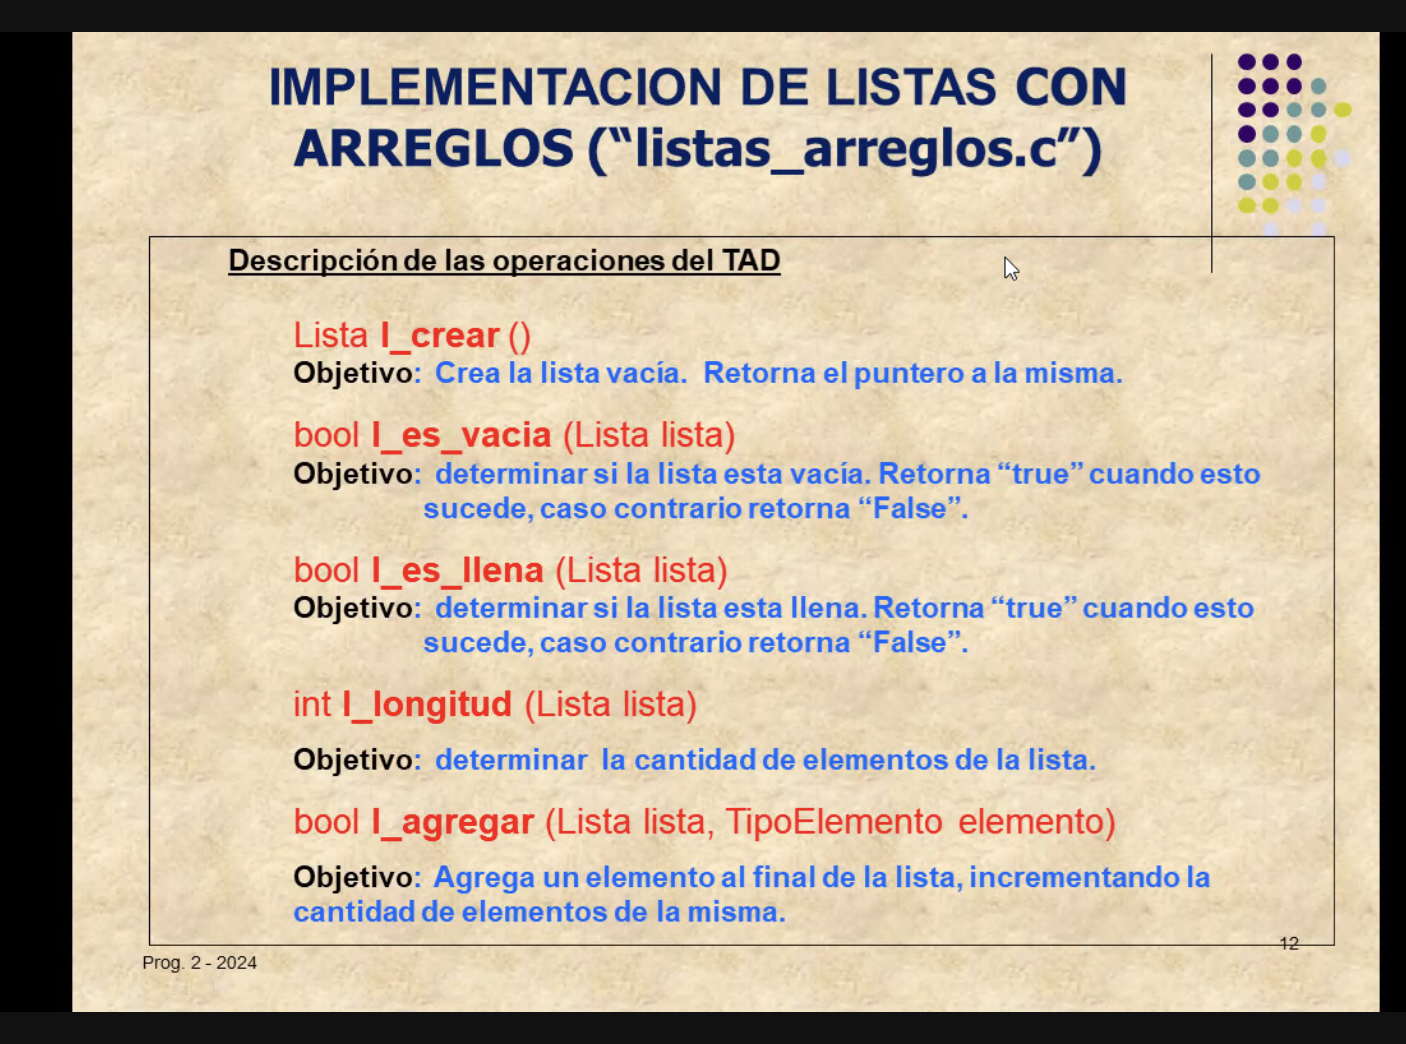 IMPLEMENTACION DE LISTAS CON
ARREGLOS (“listas_arreglos.c”)
Descripción de las operaciones del TAD
Lista l_crear ()
Objetivo: Crea la lista vacía. Retorna el puntero a la misma.
bool l_es_vacia (Lista lista)
Objetivo: determinar si la lista esta vacía. Retorna “true” cuando esto
sucede, caso contrario retorna “False”.
bool l_es_llena (Lista lista)
Objetivo: determinar si la lista esta llena. Retorna “true” cuando esto
sucede, caso contrario retorna “False”.
int l_longitud (Lista lista)
Objetivo: determinar la cantidad de elementos de la lista.
bool l_agregar (Lista lista, TipoElemento elemento)
Objetivo: Agrega un elemento al final de la lista, incrementando la
cantidad de elementos de la misma.
12
Prog. 2 - 2024